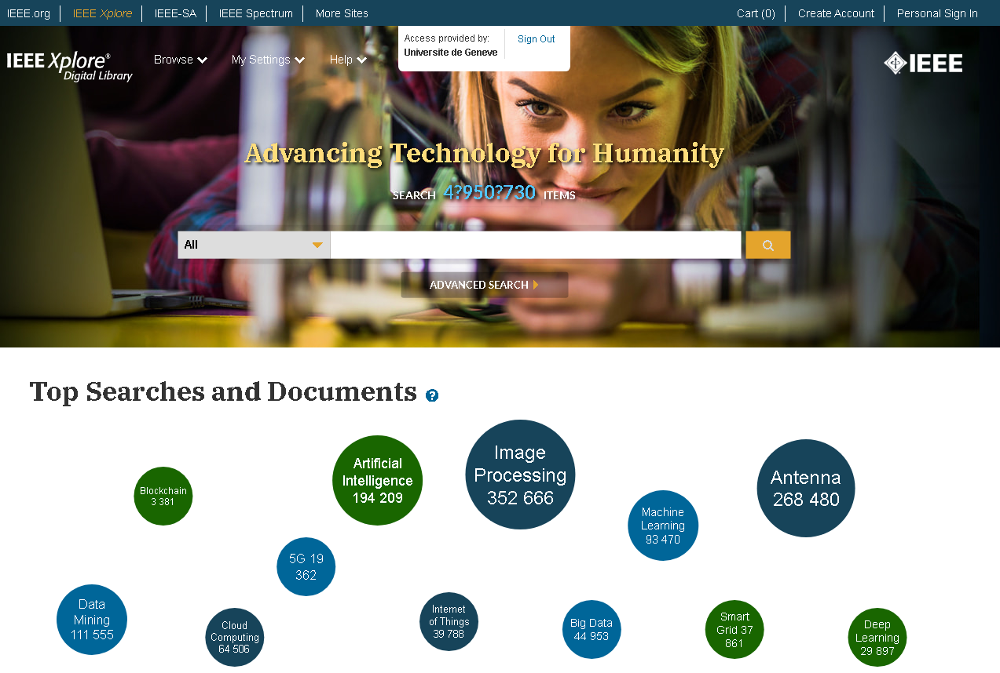 IEEE.org IEEE Xplore IEEE-SA IEEE Spectrum More Sites Cart (0) Create Account Personal Sign In
Access provided by:
Universite de Geneve
Sign Out
IEEE Xplore®
Digital Library
Browse My Settings Help
IEEE
Advancing Technology for Humanity
SEARCH 4?950?730 ITEMS
All
ADVANCED SEARCH
Top Searches and Documents ?
Blockchain
3 381
Artificial
Intelligence
194 209
Image
Processing
352 666
Machine
Learning
93 470
Antenna
268 480
5G 19
362
Data
Mining
111 555
Cloud
Computing
64 506
Internet
of Things
39 788
Big Data
44 953
Smart
Grid 37
861
Deep
Learning
29 897